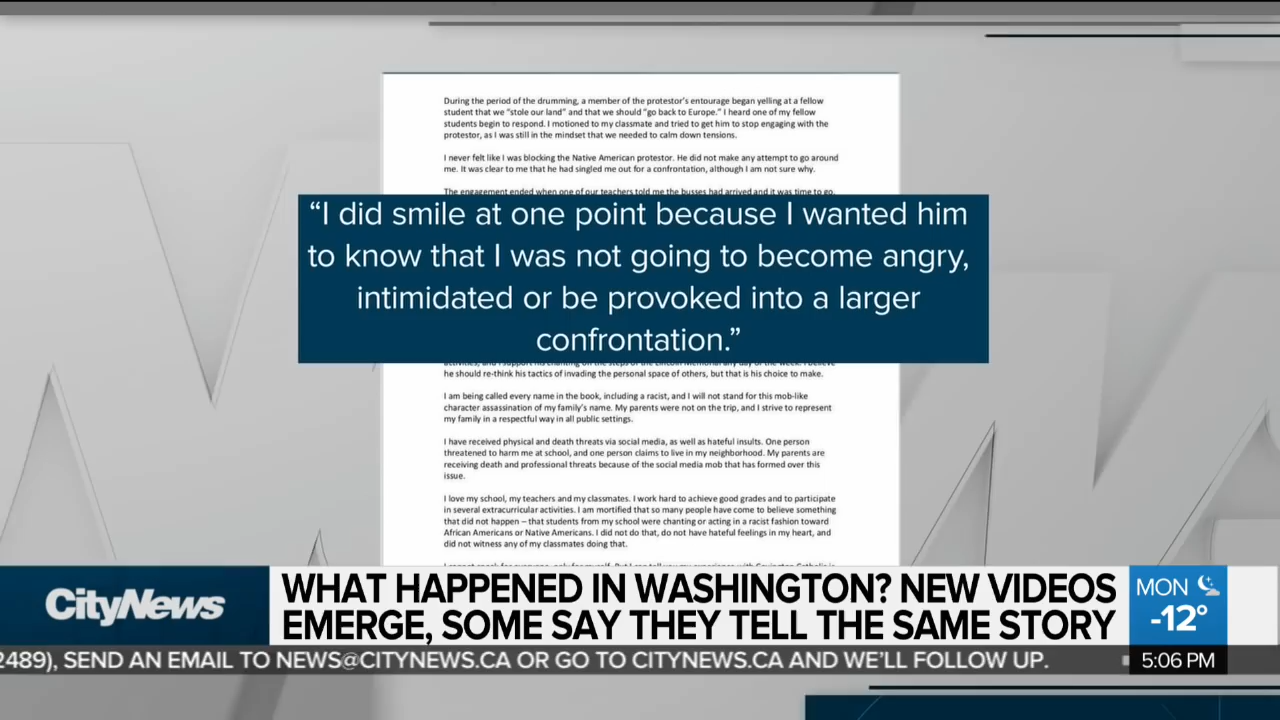 During the period of the drumming, a member of the protestor's entourage began yelling at a fellow
student that we "stole our land" and that we should "go back to Europe." I heard one of my fellow
students begin to respond. I motioned to my classmate and tried to get him to stop engaging with the
protestor, as I was still in the mindset that we needed to calm down tensions.
I never felt like I was blocking the Native American protestor. He did not make any attempt to go around
me. It was clear to me that he had singled me out for a confrontation, although I am not sure why.
The engagement ended when one of our teachers told me the busses had arrived and it was time to go.
“I did smile at one point because I wanted him
to know that I was not going to become angry,
intimidated or be provoked into a larger
confrontation.”
he should re-think his tactics of invading the personal space of others, but that is his choice to make.
I am being called every name in the book, including a racist, and I will not stand for this mob-like
character assassination of my family's name. My parents were not on the trip, and I strive to represent
my family in a respectful way in all public settings.
I have received physical and death threats via social media, as well as hateful insults. One person
threatened to harm me at school, and one person claims to live in my neighborhood. My parents are
receiving death and professional threats because of the social media mob that has formed over this
issue.
I love my school, my teachers and my classmates. I work hard to achieve good grades and to participate
in several extracurricular activities. I am mortified that so many people have come to believe something
that did not happen – that students from my school were chanting or acting in a racist fashion toward
African Americans or Native Americans. I did not do that, do not have hateful feelings in my heart, and
did not witness any of my classmates doing that.
CityNews
WHAT HAPPENED IN WASHINGTON? NEW VIDEOS
EMERGE, SOME SAY THEY TELL THE SAME STORY
MON
-12°
2489), SEND AN EMAIL TO NEWS@CITYNEWS.CA OR GO TO CITYNEWS.CA AND WE'LL FOLLOW UP.
5:06 PM